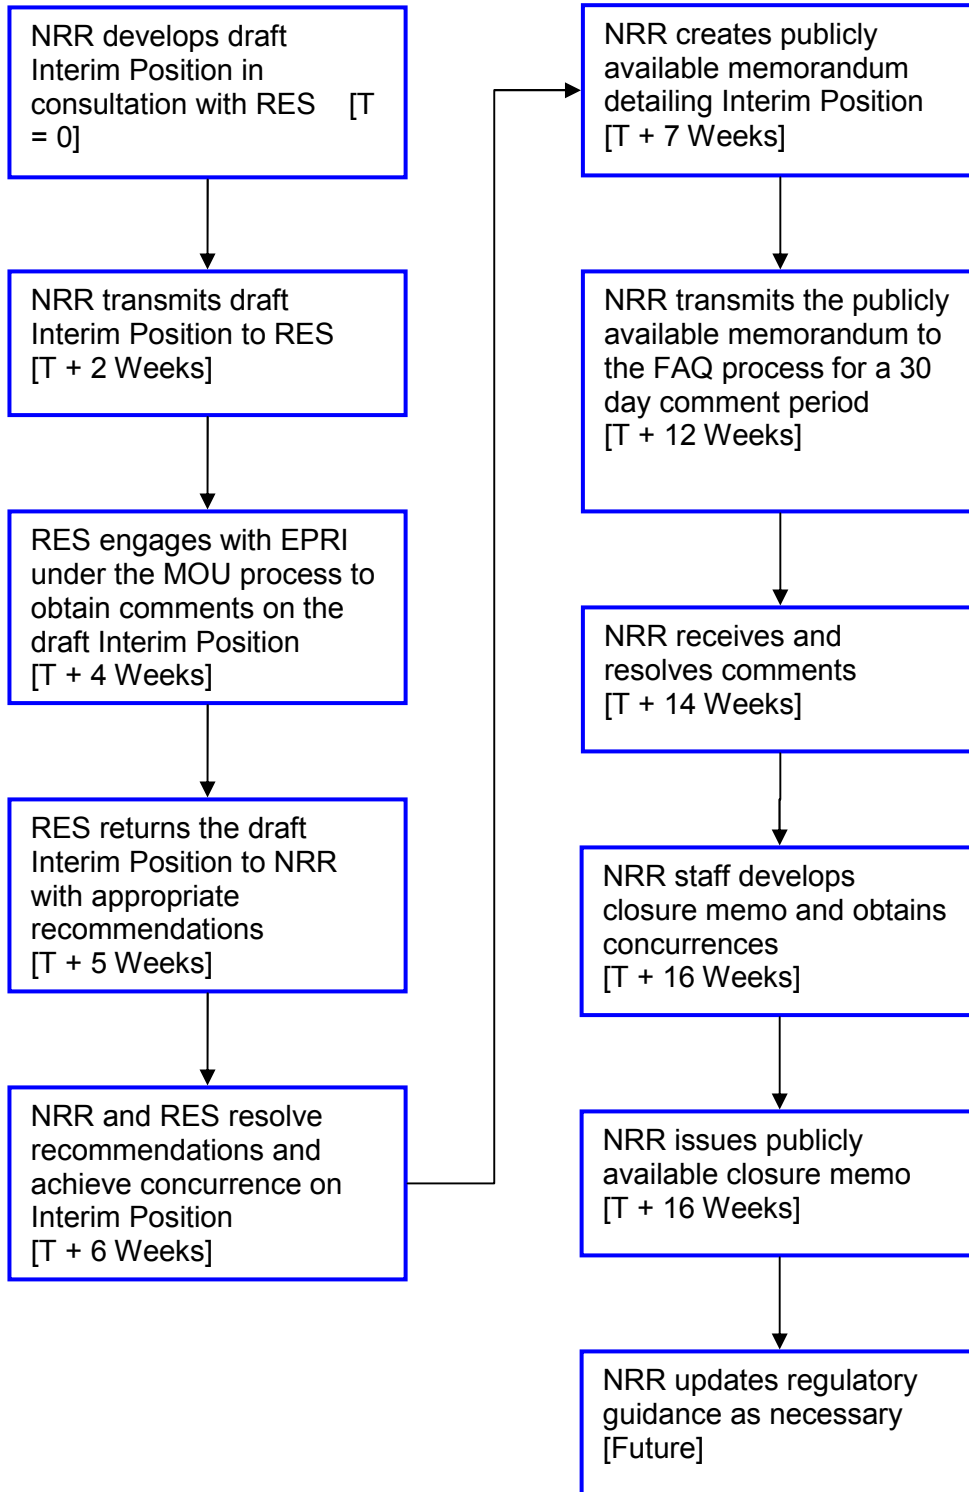 NRR develops draft
Interim Position in
consultation with RES [T
= 0]
NRR transmits draft
Interim Position to RES
[T + 2 Weeks]
RES engages with EPRI
under the MOU process to
obtain comments on the
draft Interim Position
[T + 4 Weeks]
RES returns the draft
Interim Position to NRR
with appropriate
recommendations
[T + 5 Weeks]
NRR and RES resolve
recommendations and
achieve concurrence on
Interim Position
[T + 6 Weeks]
NRR creates publicly
available memorandum
detailing Interim Position
[T + 7 Weeks]
NRR transmits the publicly
available memorandum to
the FAQ process for a 30
day comment period
[T + 12 Weeks]
NRR receives and
resolves comments
[T + 14 Weeks]
NRR staff develops
closure memo and obtains
concurrences
[T + 16 Weeks]
NRR issues publicly
available closure memo
[T + 16 Weeks]
NRR updates regulatory
guidance as necessary
[Future]